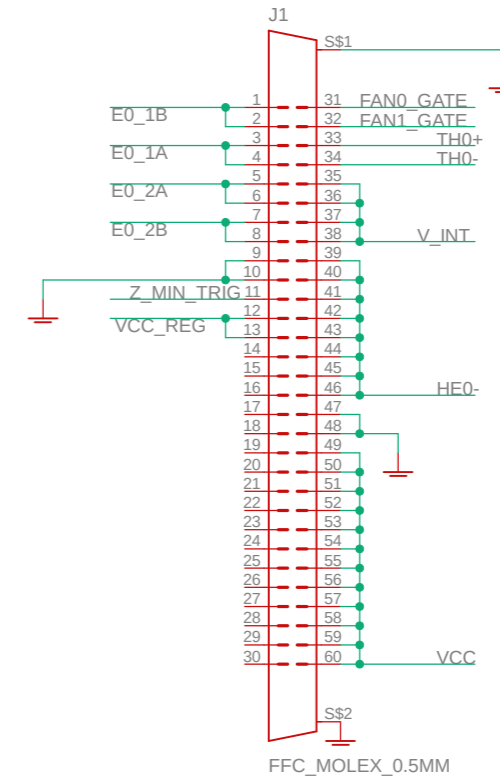 J1
S$1
1 31 FAN0_GATE
E0_1B 2 32 FAN1_GATE
3 33 TH0+
E0_1A 4 34 TH0-
5 35
E0_2A 6 36
7 37
E0_2B 8 38 V_INT
9 39
10 40
Z_MIN_TRIG 11 41
12 42
VCC_REG 13 43
14 44
15 45
16 46 HE0-
17 47
18 48
19 49
20 50
21 51
22 52
23 53
24 54
25 55
26 56
27 57
28 58
29 59
30 60 VCC
S$2
FFC_MOLEX_0.5MM